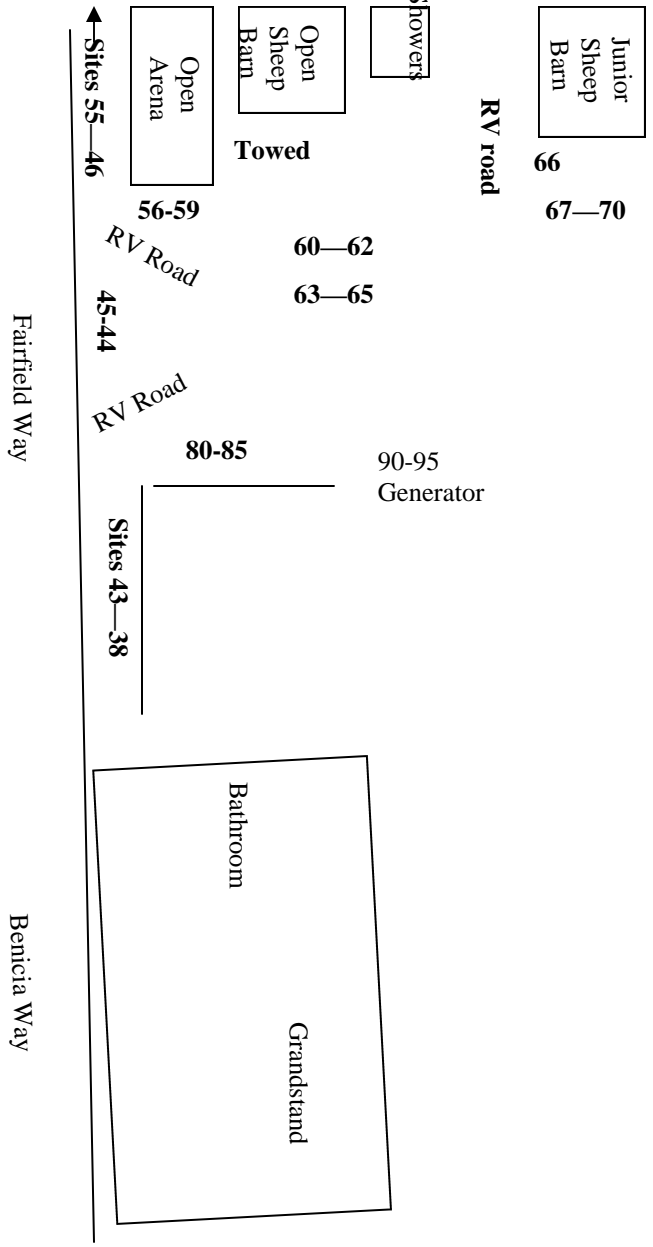 Sites 55—46
Open
Arena
Open
Sheep
Barn
Showers
Junior
Sheep
Barn
Towed
RV road
66
56-59
67—70
RV Road
60—62
63—65
45-44
Fairfield Way
RV Road
80-85
90-95
Generator
Sites 43—38
Bathroom
Grandstand
Benicia Way